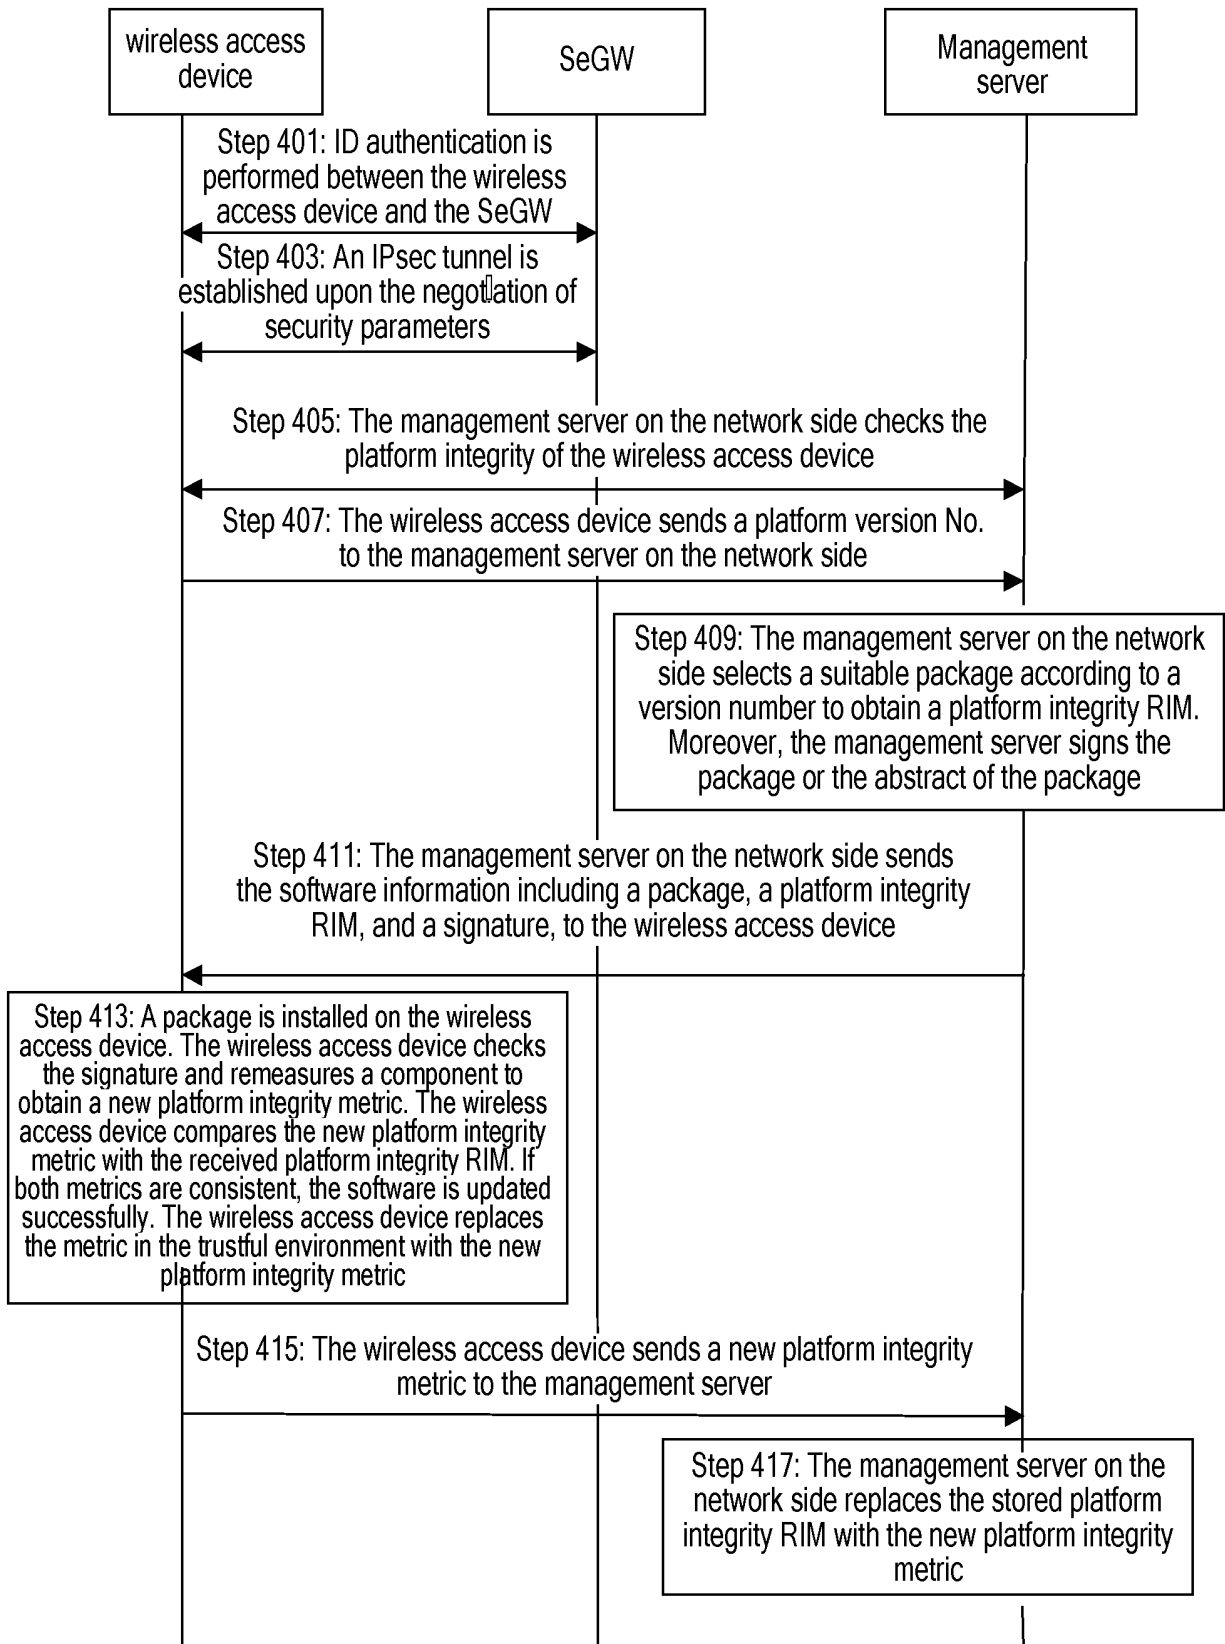 wireless access
device
SeGW
Management
server
Step 401: ID authentication is
performed between the wireless
access device and the SeGW
Step 403: An IPsec tunnel is
established upon the negotiation of
security parameters
Step 405: The management server on the network side checks the
platform integrity of the wireless access device
Step 407: The wireless access device sends a platform version No.
to the management server on the network side
Step 409: The management server on the network
side selects a suitable package according to a
version number to obtain a platform integrity RIM.
Moreover, the management server signs the
package or the abstract of the package
Step 411: The management server on the network side sends
the software information including a package, a platform integrity
RIM, and a signature, to the wireless access device
Step 413: A package is installed on the wireless
access device. The wireless access device checks
the signature and remeasures a component to
obtain a new platform integrity metric. The wireless
access device compares the new platform integrity
metric with the received platform integrity RIM. If
both metrics are consistent, the software is updated
successfully. The wireless access device replaces
the metric in the trustful environment with the new
platform integrity metric
Step 415: The wireless access device sends a new platform integrity
metric to the management server
Step 417: The management server on the
network side replaces the stored platform
integrity RIM with the new platform integrity
metric